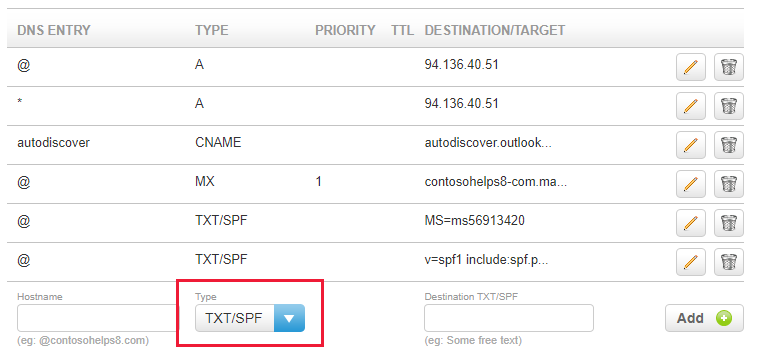 DNS ENTRY TYPE PRIORITY TTL DESTINATION/TARGET
@ A 94.136.40.51
* A 94.136.40.51
autodiscover CNAME autodiscover.outlook...
@ MX 1 contosohelps8-com.ma...
@ TXT/SPF MS=ms56913420
@ TXT/SPF v=spf1 include:spf.p...
Hostname Type Destination TXT/SPF
TXT/SPF Add
(eg: @contosohelps8.com) (eg: Some free text)